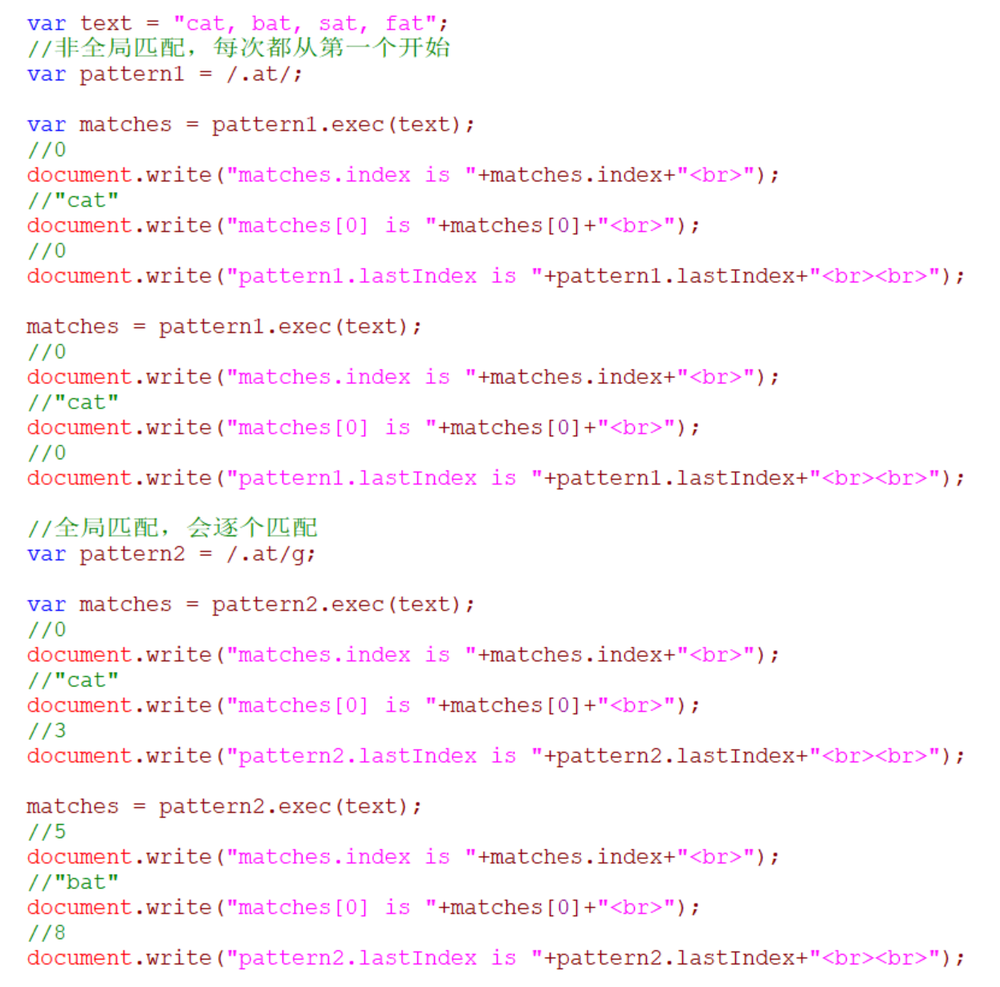 var text = "cat, bat, sat, fat";
//非全局匹配，每次都从第一个开始
var pattern1 = /.at/;
var matches = pattern1.exec(text);
//0
document.write("matches.index is "+matches.index+"<br>");
//"cat"
document.write("matches[0] is "+matches[0]+"<br>");
//0
document.write("pattern1.lastIndex is "+pattern1.lastIndex+"<br><br>");
matches = pattern1.exec(text);
//0
document.write("matches.index is "+matches.index+"<br>");
//"cat"
document.write("matches[0] is "+matches[0]+"<br>");
//0
document.write("pattern1.lastIndex is "+pattern1.lastIndex+"<br><br>");
//全局匹配，会逐个匹配
var pattern2 = /.at/g;
var matches = pattern2.exec(text);
//0
document.write("matches.index is "+matches.index+"<br>");
//"cat"
document.write("matches[0] is "+matches[0]+"<br>");
//3
document.write("pattern2.lastIndex is "+pattern2.lastIndex+"<br><br>");
matches = pattern2.exec(text);
//5
document.write("matches.index is "+matches.index+"<br>");
//"bat"
document.write("matches[0] is "+matches[0]+"<br>");
//8
document.write("pattern2.lastIndex is "+pattern2.lastIndex+"<br><br>");